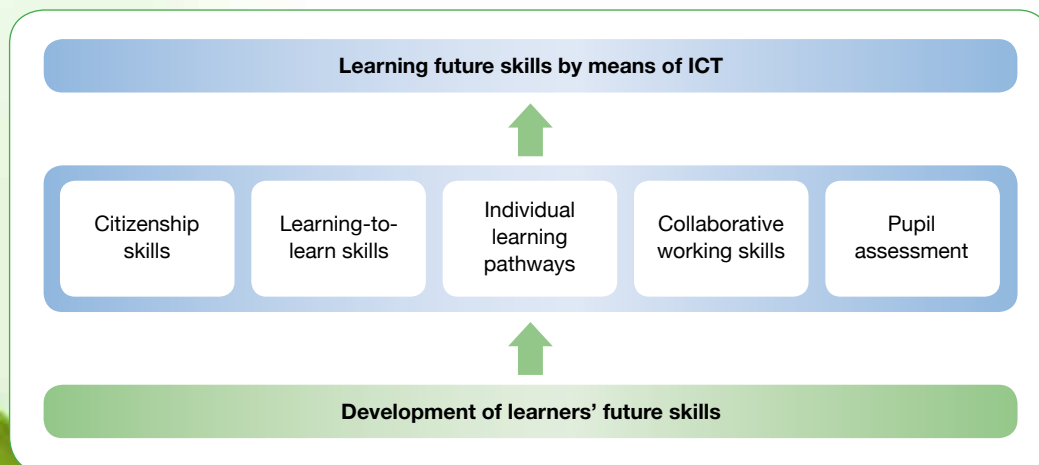 Learning future skills by means of ICT
Citizenship
skills
Learning-to-
learn skills
Individual
learning
pathways
Collaborative
working skills
Pupil
assessment
Development of learners’ future skills